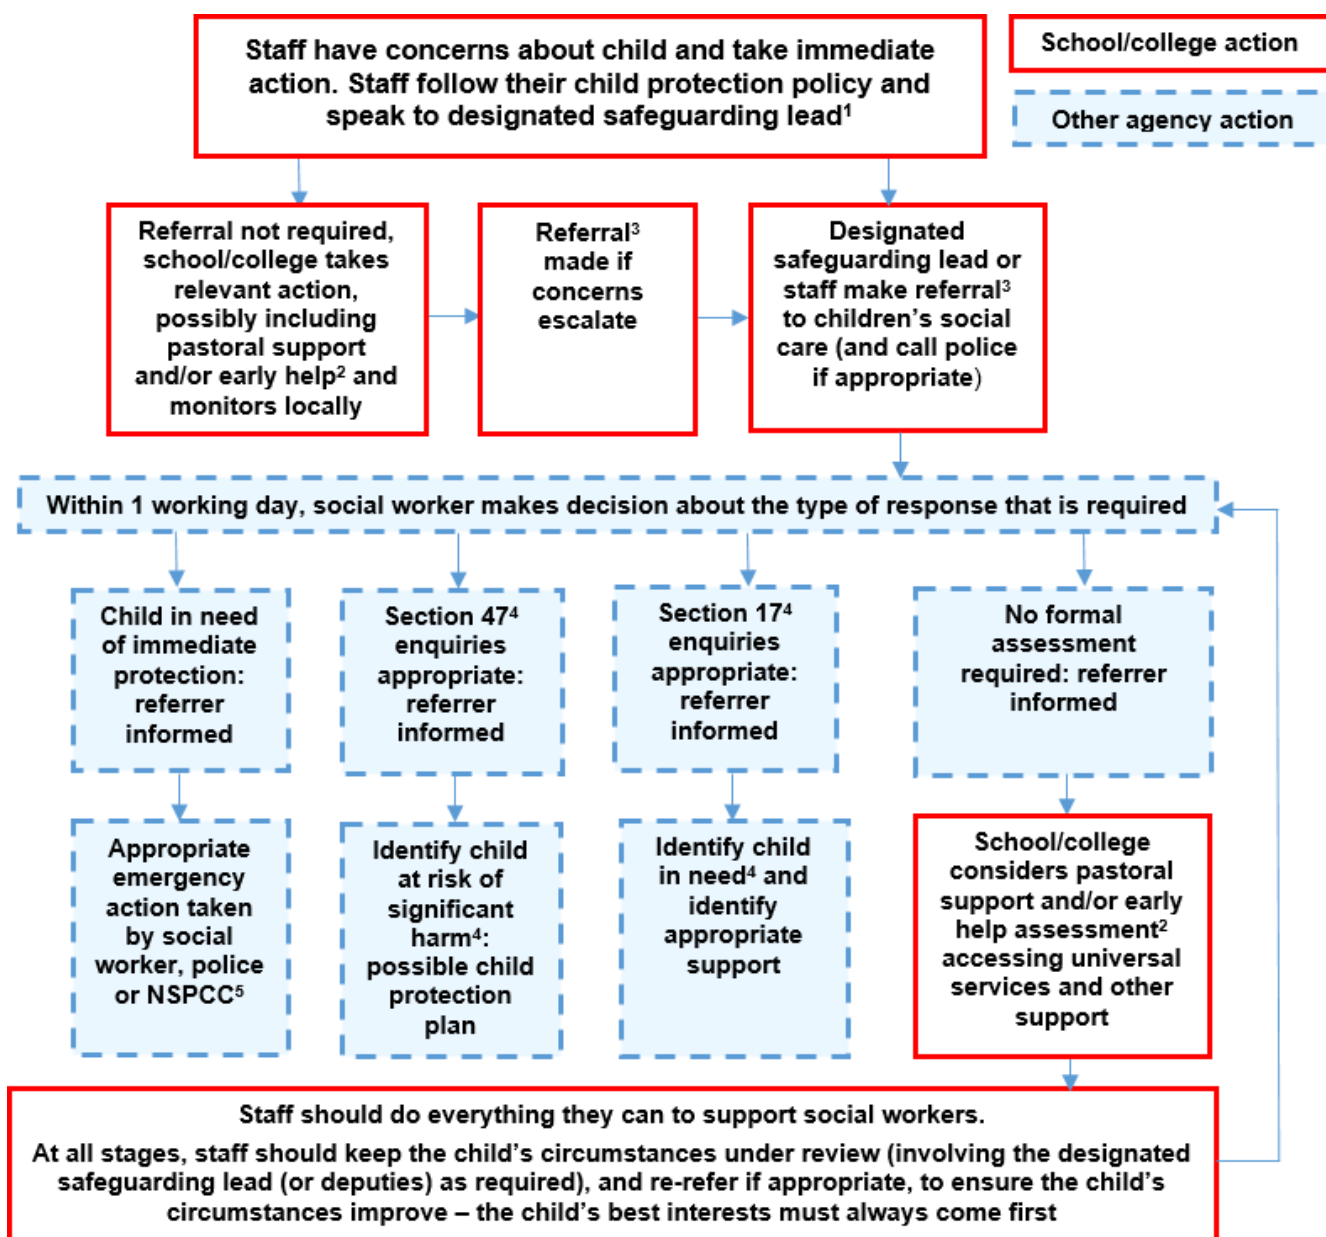 Staff have concerns about child and take immediate
action. Staff follow their child protection policy and
speak to designated safeguarding lead¹
School/college action
Other agency action
Referral not required,
school/college takes
relevant action,
possibly including
pastoral support
and/or early help² and
monitors locally
Referral³
made if
concerns
escalate
Designated
safeguarding lead or
staff make referral³
to children’s social
care (and call police
if appropriate)
Within 1 working day, social worker makes decision about the type of response that is required
Child in need
of immediate
protection:
referrer
informed
Section 47⁴
enquiries
appropriate:
referrer
informed
Section 17⁴
enquiries
appropriate:
referrer
informed
No formal
assessment
required: referrer
informed
Appropriate
emergency
action taken
by social
worker, police
or NSPCC⁵
Identify child
at risk of
significant
harm⁴:
possible child
protection
plan
Identify child
in need⁴ and
identify
appropriate
support
School/college
considers pastoral
support and/or early
help assessment²
accessing universal
services and other
support
Staff should do everything they can to support social workers.
At all stages, staff should keep the child’s circumstances under review (involving the designated
safeguarding lead (or deputies) as required), and re-refer if appropriate, to ensure the child’s
circumstances improve – the child’s best interests must always come first